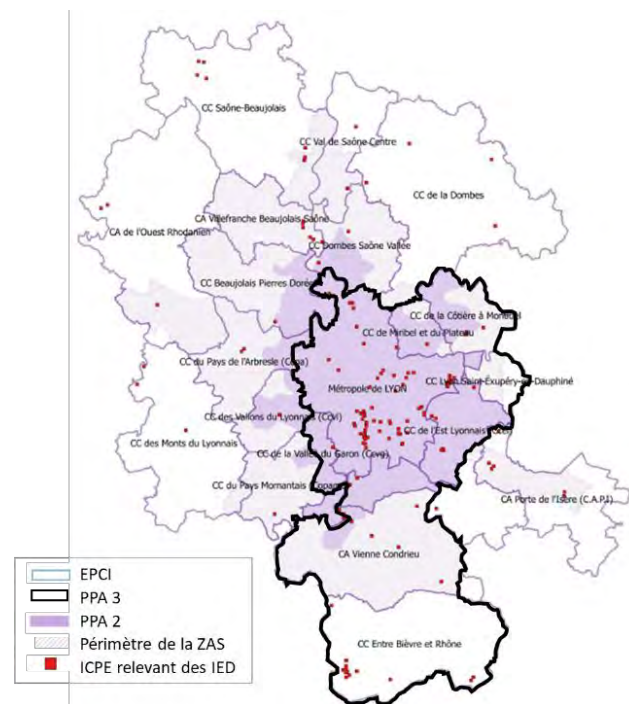 CC Saône-Beaujolais
CC Val de Saône-Centre
CC de la Dombes
CA Villefranche Beaujolais Saône
CA de l'Ouest Rhodanien
CC Dombes Saône Vallée
CC Beaujolais Pierres Dorées
CC de la Côtière à Montluel
CC de Miribel et du Plateau
CC du Pays de l'Arbresle (Ccpa)
Métropole de LYON
CC Lyon Saint-Exupéry-en-Dauphiné
CC des Vallons du Lyonnais (Ccvl)
CC de l'Est Lyonnais
CC des Monts du Lyonnais
CC de la Vallée du Garon (Ccvg)
CC du Pays Mornantais (Copamo)
CA Porte de l'Isère (C.A.P.I)
CA Vienne Condrieu
CC Entre Bièvre et Rhône
EPCI
PPA 3
PPA 2
Périmètre de la ZAS
ICPE relevant des IED